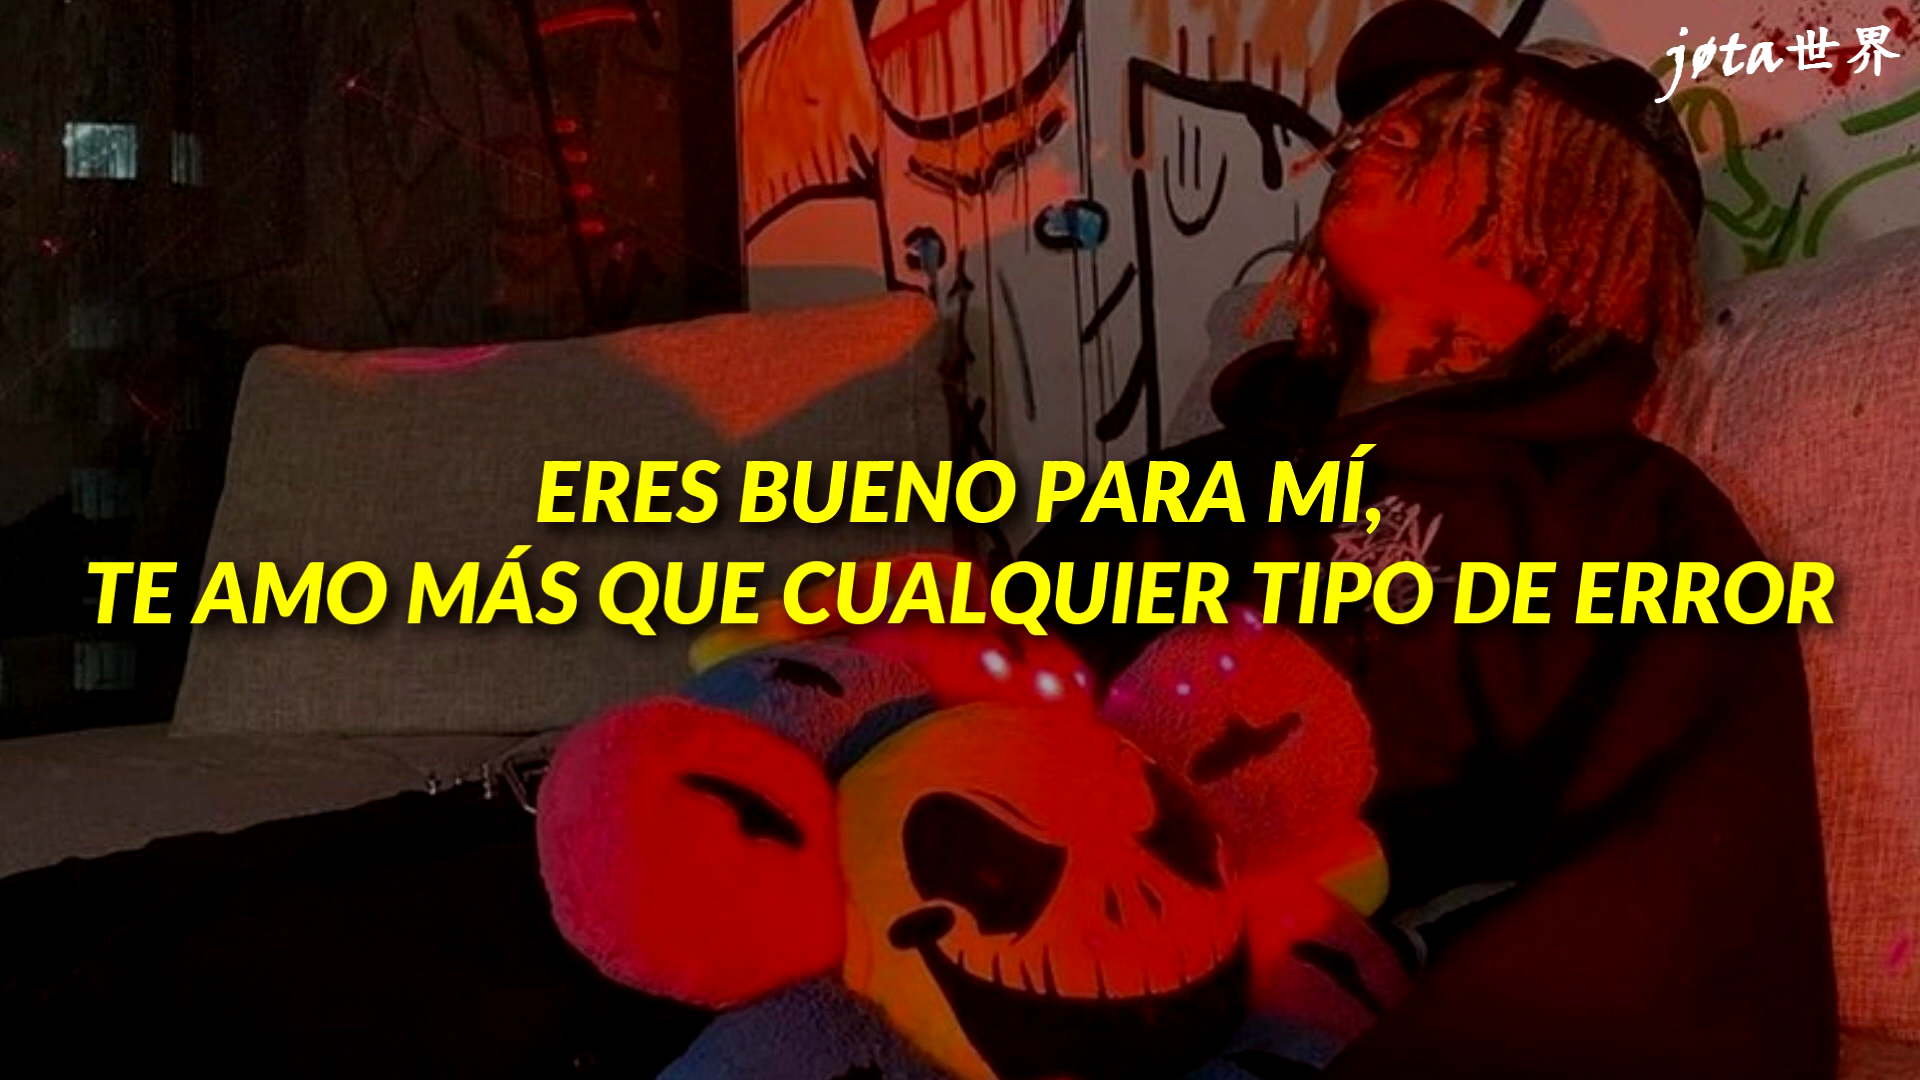 jøta世界
ERES BUENO PARA MÍ,
TE AMO MÁS QUE CUALQUIER TIPO DE ERROR